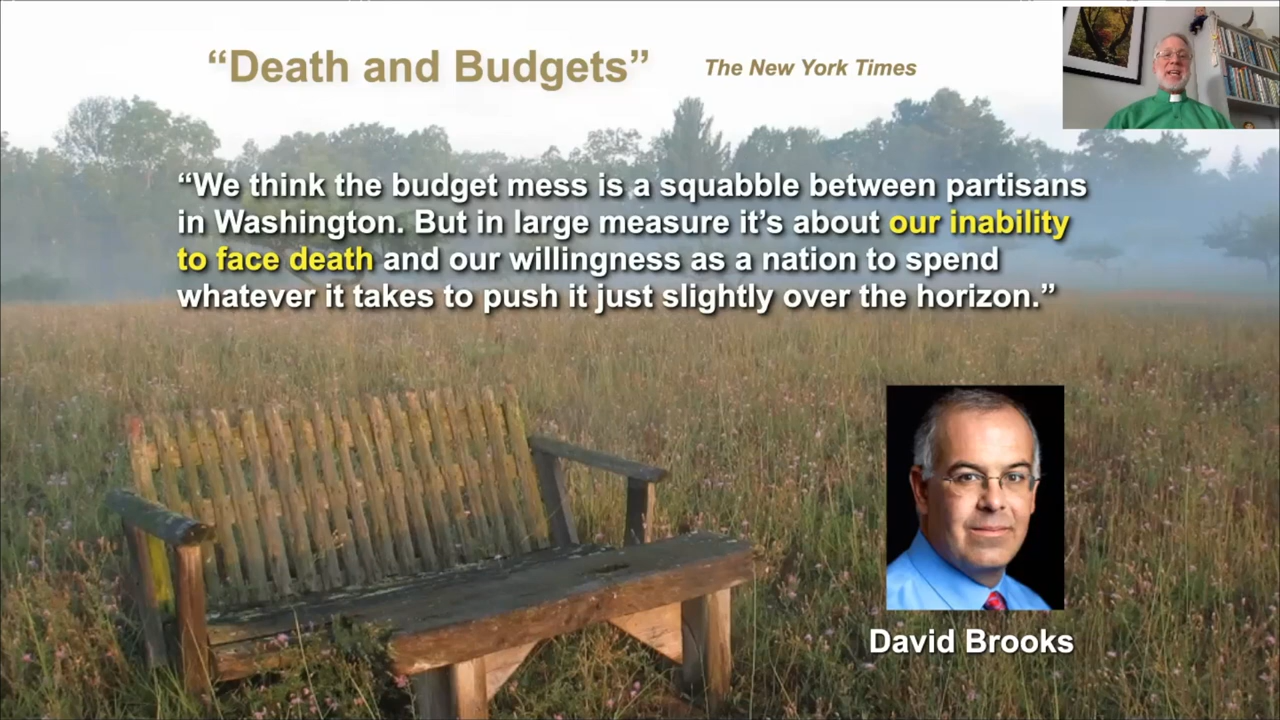 “Death and Budgets”
The New York Times
“We think the budget mess is a squabble between partisans
in Washington. But in large measure it’s about our inability
to face death and our willingness as a nation to spend
whatever it takes to push it just slightly over the horizon.”
David Brooks